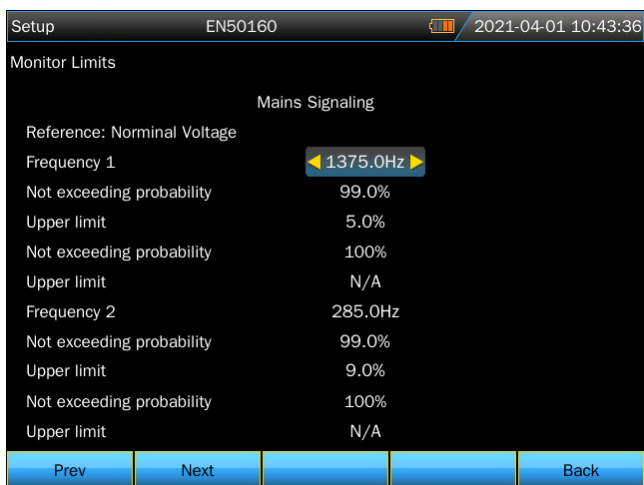 Setup EN50160 2021-04-01 10:43:36
Monitor Limits
Mains Signaling
Reference: Norminal Voltage
Frequency 1 1375.0Hz
Not exceeding probability 99.0%
Upper limit 5.0%
Not exceeding probability 100%
Upper limit N/A
Frequency 2 285.0Hz
Not exceeding probability 99.0%
Upper limit 9.0%
Not exceeding probability 100%
Upper limit N/A
Prev Next Back